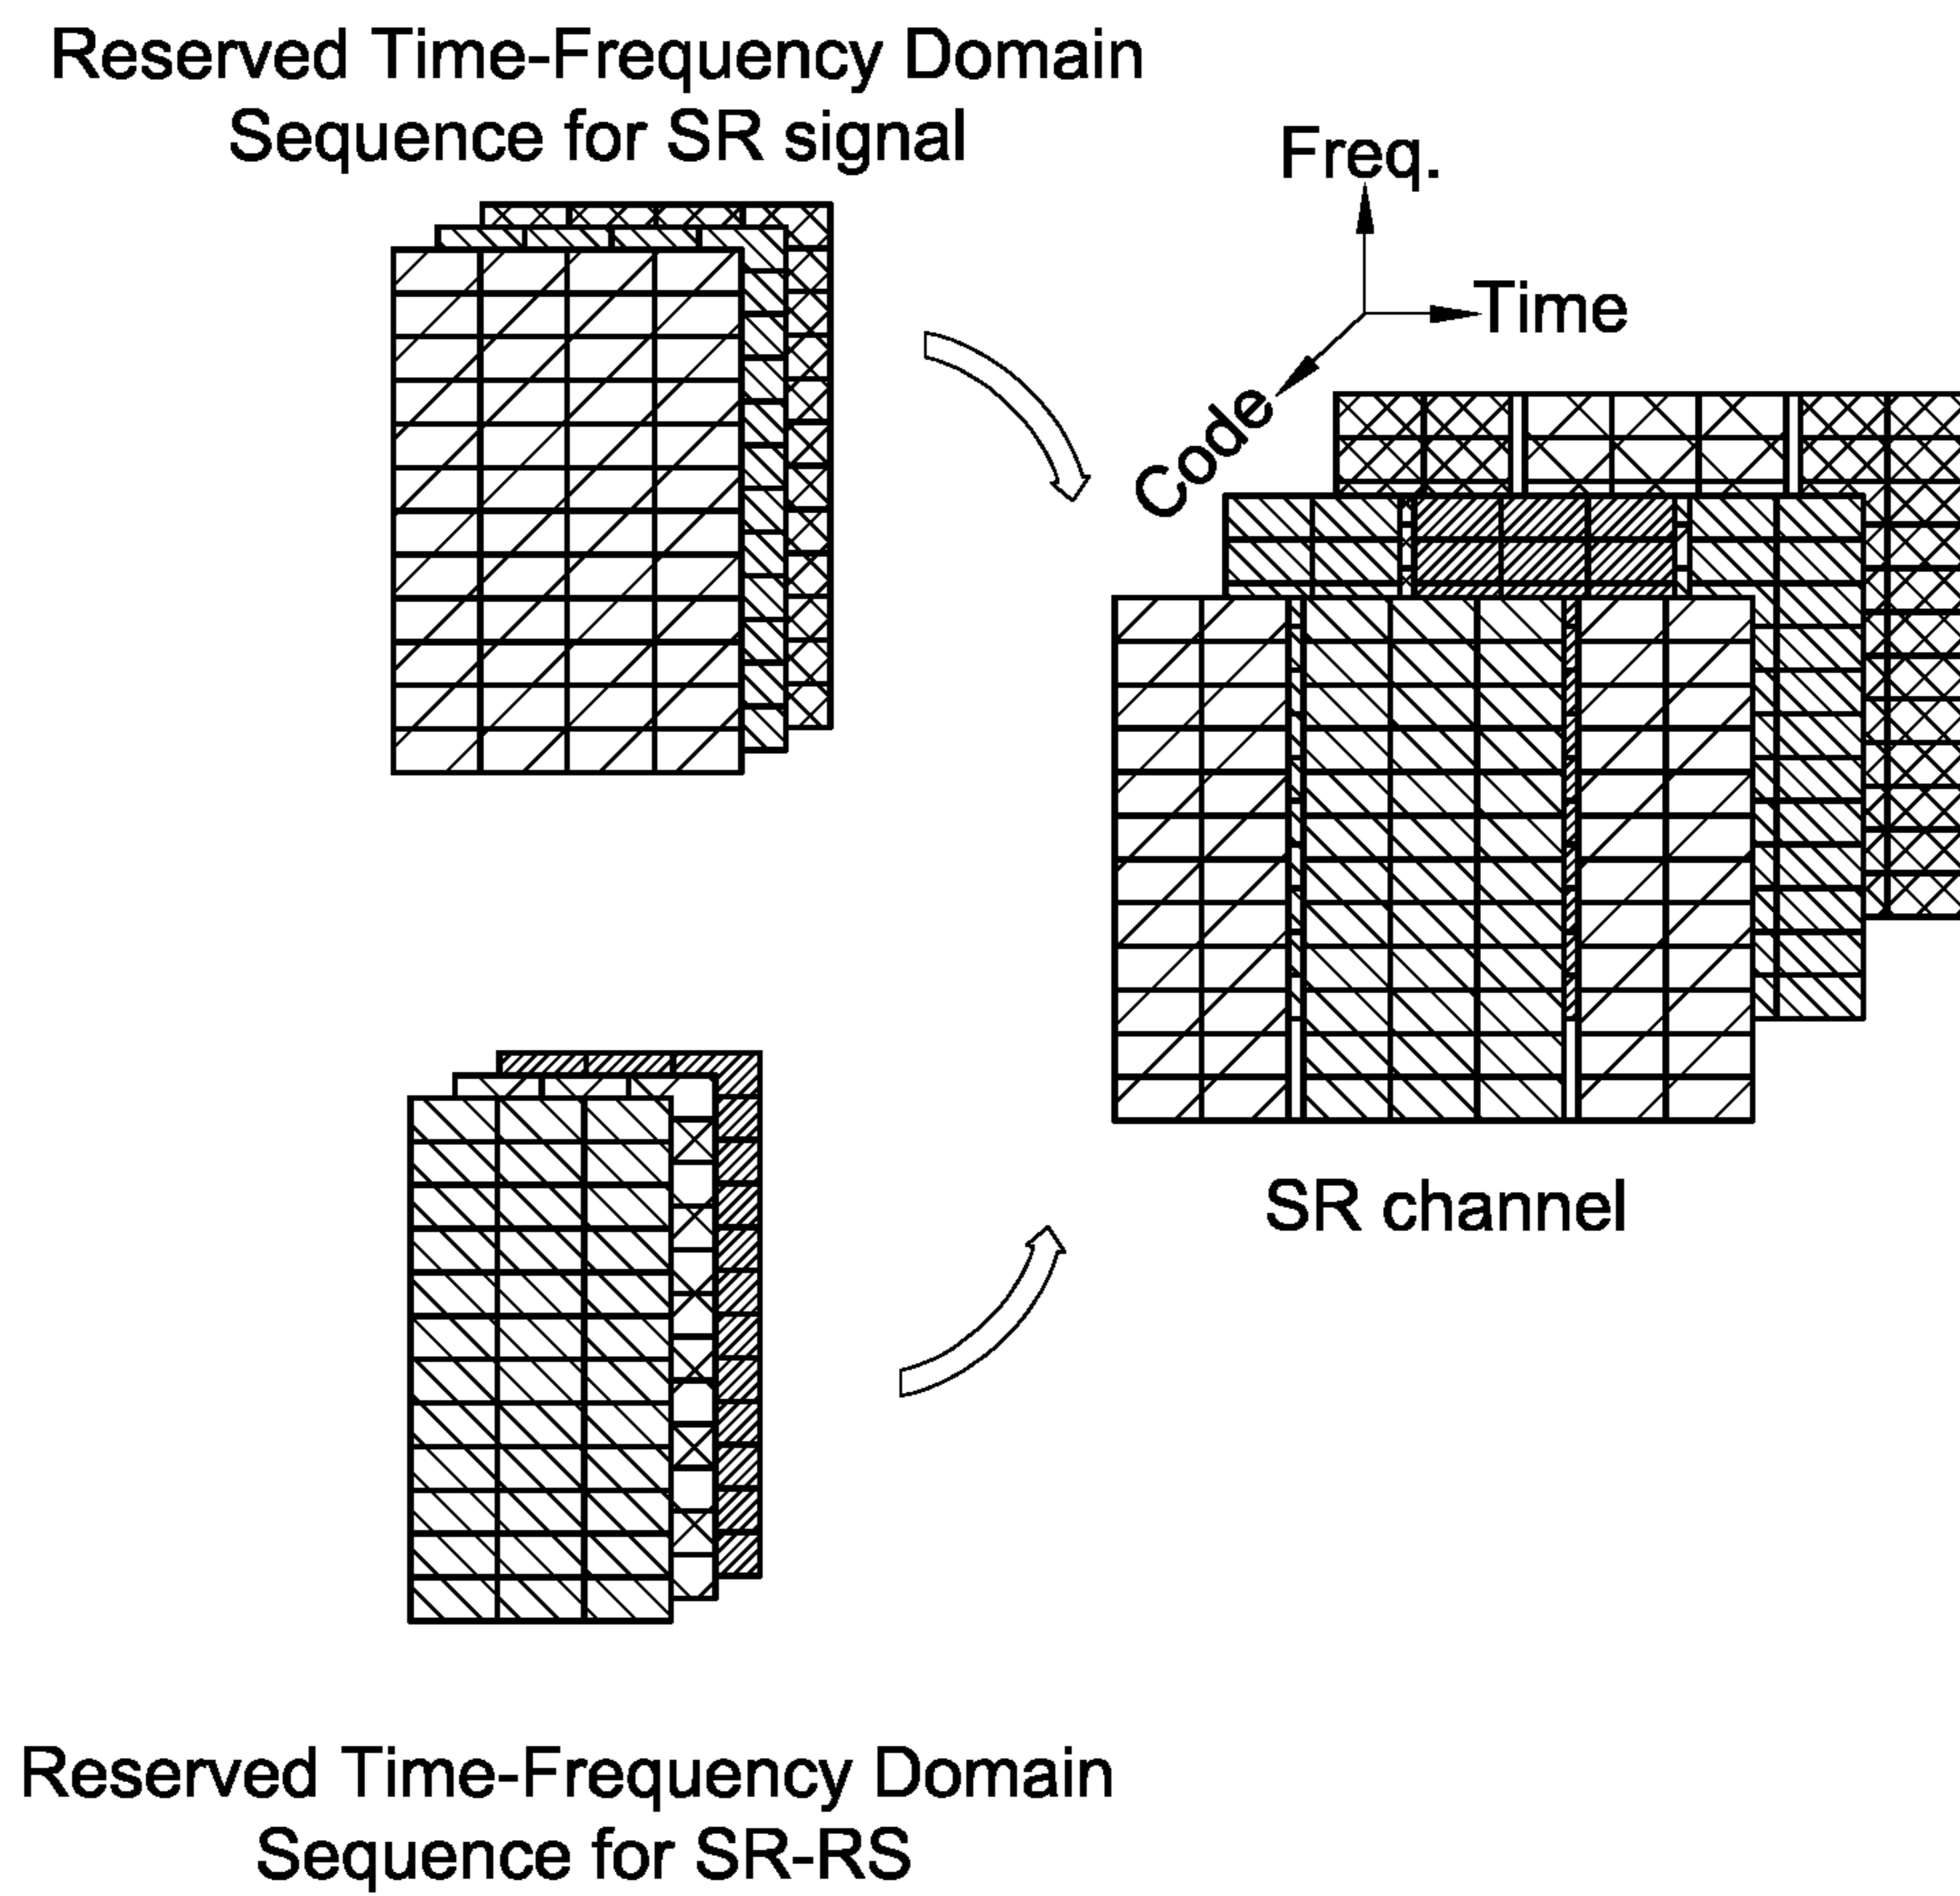 Reserved Time-Frequency Domain
Sequence for SR signal
Freq.
Time
Code
SR channel
Reserved Time-Frequency Domain
Sequence for SR-RS